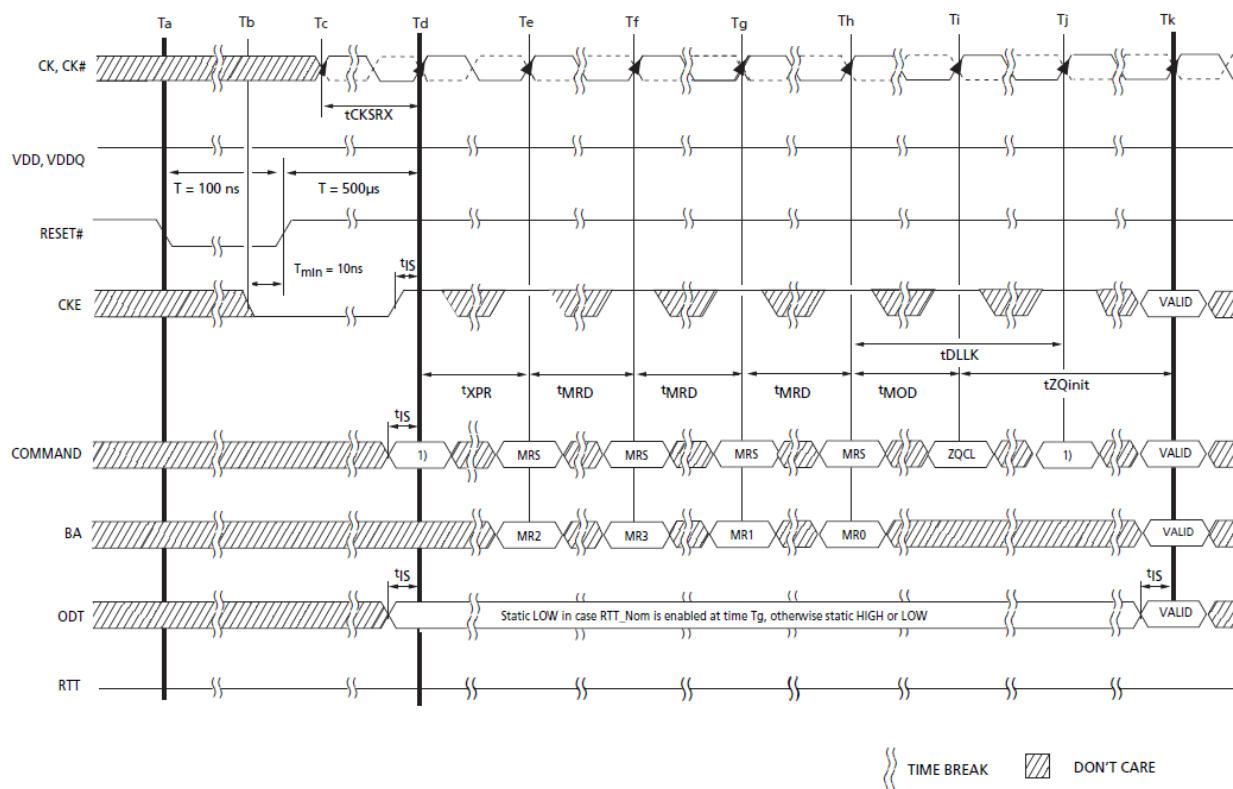 Ta Tb Tc Td Te Tf Tg Th Ti Tj Tk
CK, CK#
tCKSRX
VDD, VDDQ
T = 100 ns T = 500µs
RESET#
Tmin = 10ns tIS
CKE VALID
tDLLK
tXPR tMRD tMRD tMRD tMOD tZQinit
tIS
COMMAND 1) MRS MRS MRS MRS ZQCL 1) VALID
BA MR2 MR3 MR1 MR0 VALID
tIS tIS
ODT Static LOW in case RTT_Nom is enabled at time Tg, otherwise static HIGH or LOW VALID
RTT
TIME BREAK DON'T CARE